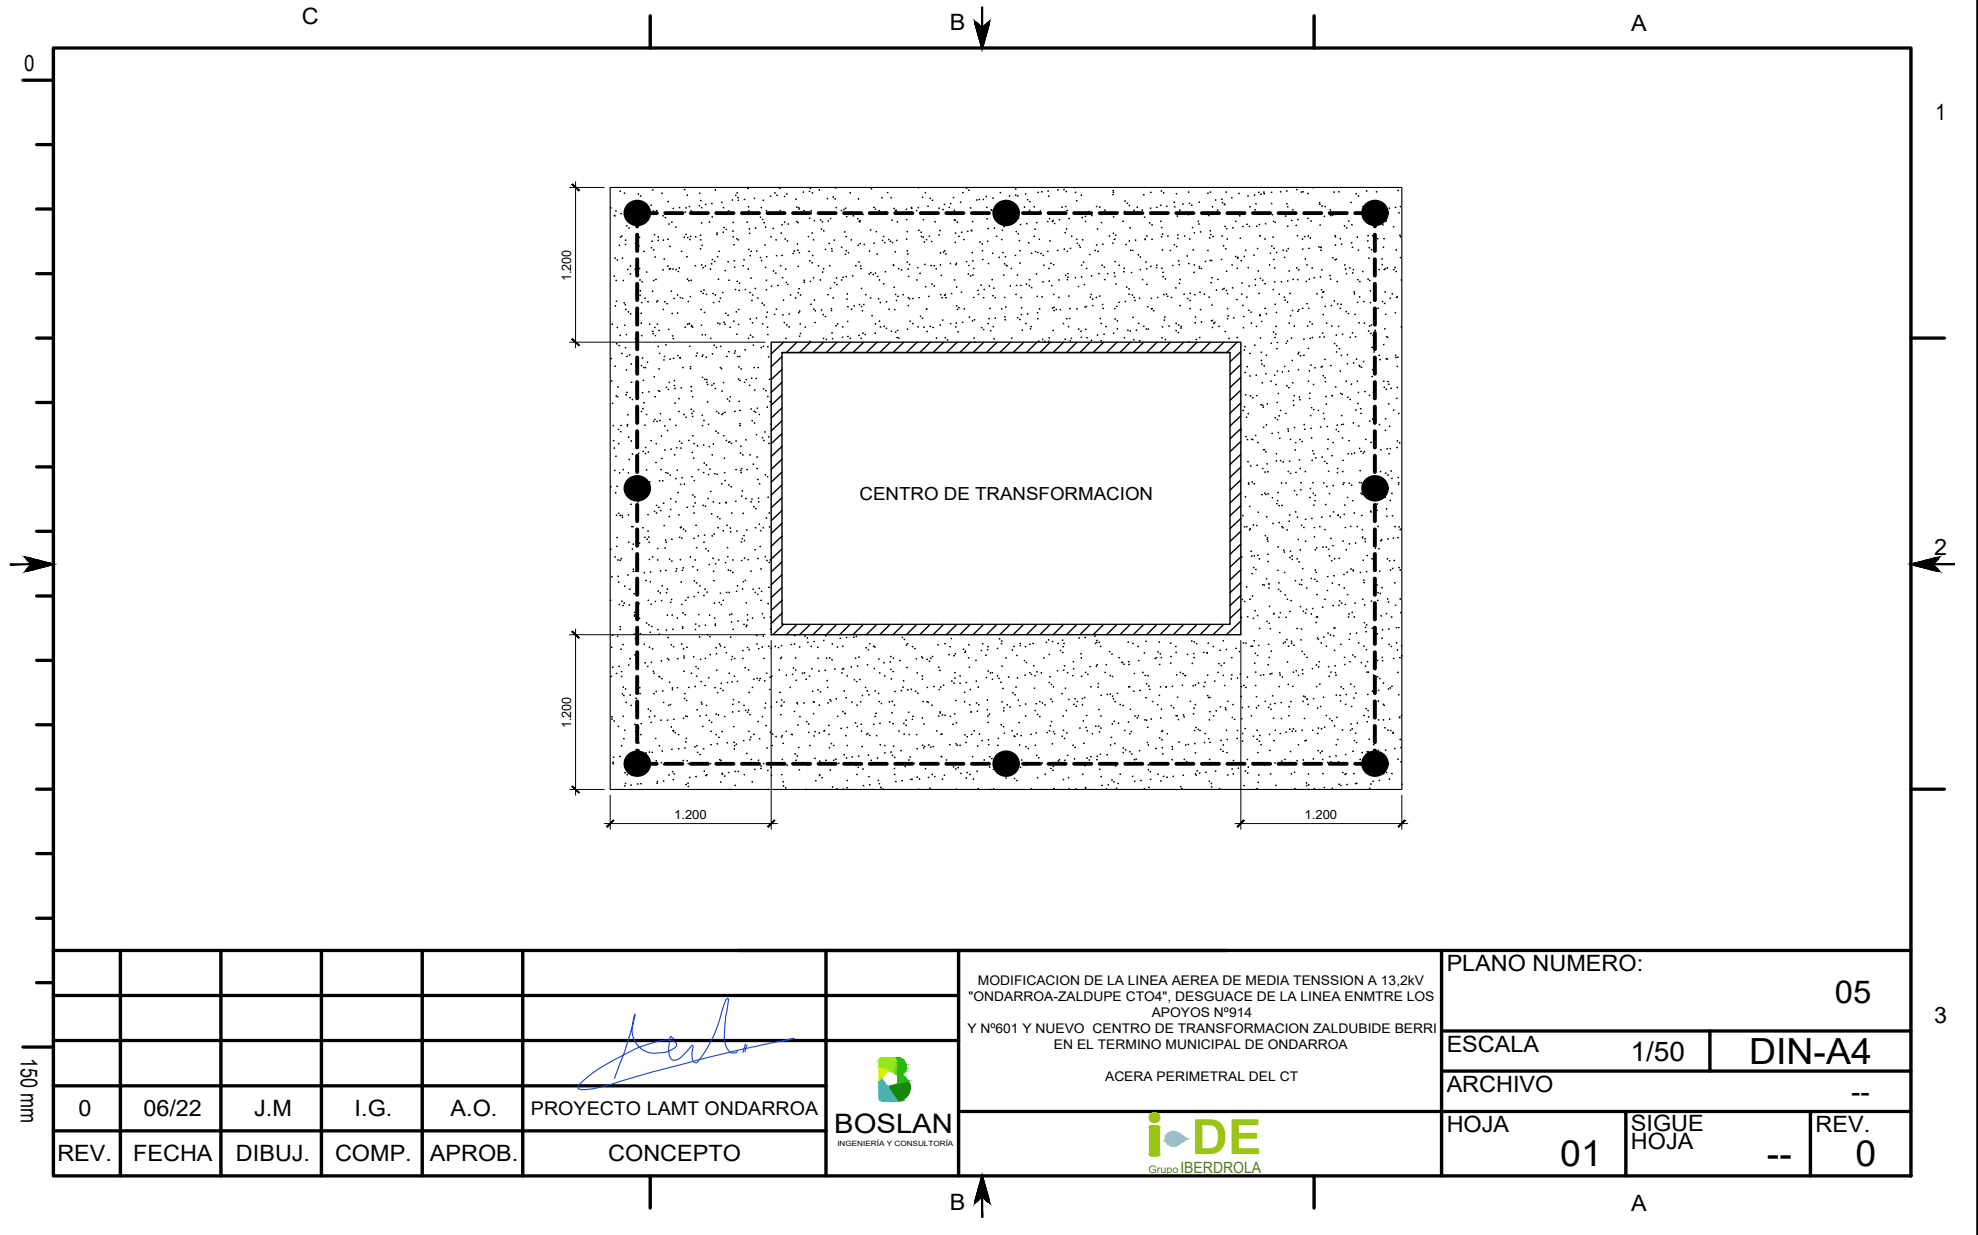 C
B
A
0
1
1.200
CENTRO DE TRANSFORMACION
2
1.200
1.200
1.200
3
150 mm
MODIFICACION DE LA LINEA AEREA DE MEDIA TENSSION A 13,2kV
"ONDARROA-ZALDUPE CTO4", DESGUACE DE LA LINEA ENMTRE LOS
APOYOS Nº914
Y Nº601 Y NUEVO CENTRO DE TRANSFORMACION ZALDUBIDE BERRI
EN EL TERMINO MUNICIPAL DE ONDARROA
ACERA PERIMETRAL DEL CT
PLANO NUMERO:
05
ESCALA
1/50
DIN-A4
ARCHIVO
--
0
06/22
J.M
I.G.
A.O.
PROYECTO LAMT ONDARROA
REV.
FECHA
DIBUJ.
COMP.
APROB.
CONCEPTO
BOSLAN
INGENIERÍA Y CONSULTORÍA
i-DE
Grupo IBERDROLA
HOJA
01
SIGUE
HOJA
--
REV.
0
B
A